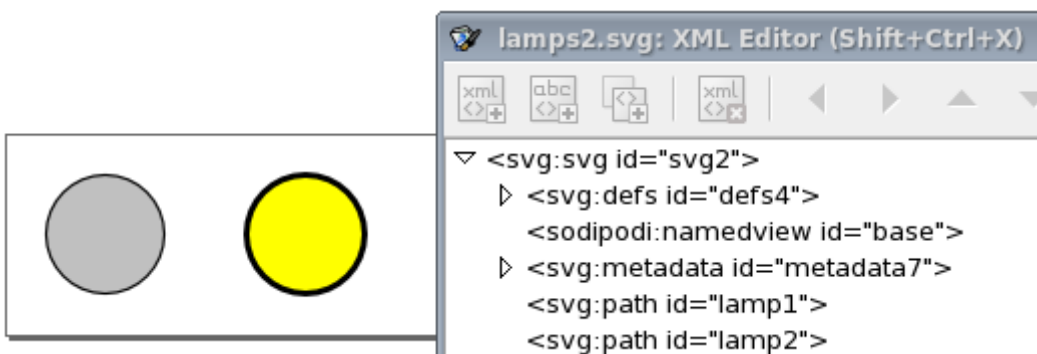 lamps2.svg: XML Editor (Shift+Ctrl+X)
xml abc xml
<svg:svg id="svg2">
<svg:defs id="defs4">
<sodipodi:namedview id="base">
<svg:metadata id="metadata7">
<svg:path id="lamp1">
<svg:path id="lamp2">